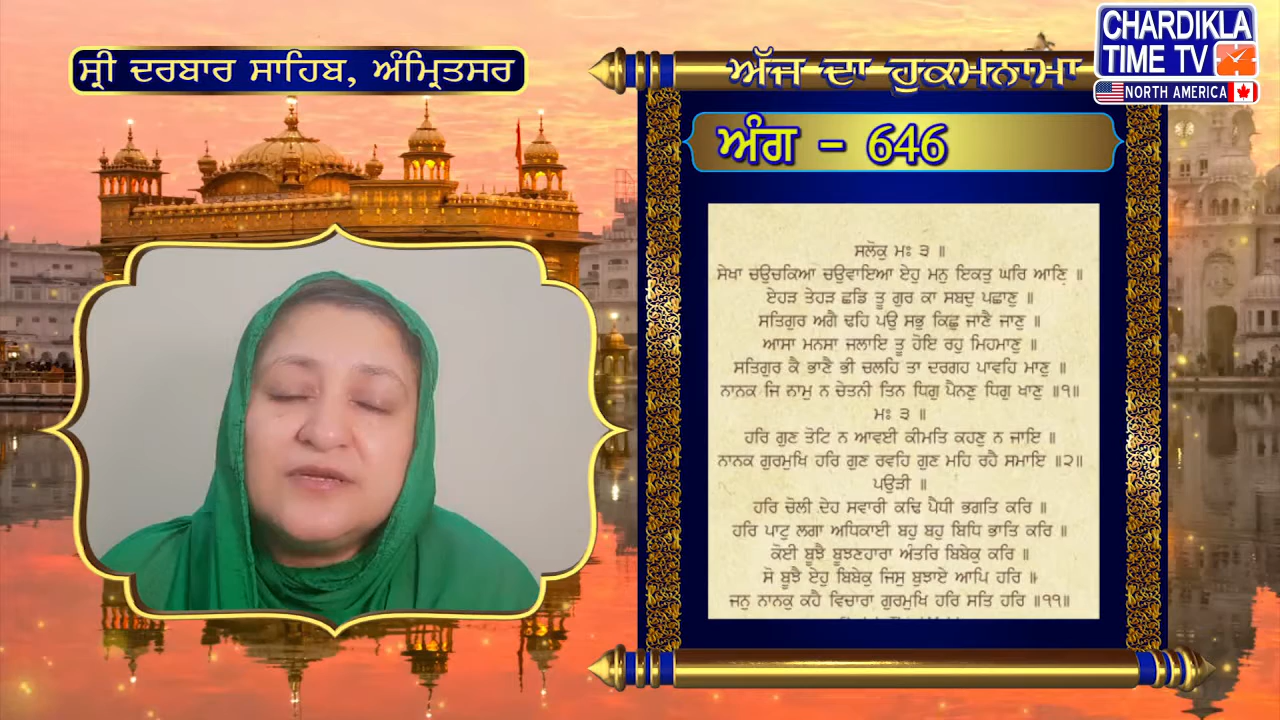 ਸ੍ਰੀ ਦਰਬਾਰ ਸਾਹਿਬ, ਅੰਮ੍ਰਿਤਸਰ
ਅੱਜ ਦਾ ਹੁਕਮਨਾਮਾ
CHARDIKLA
TIME TV
NORTH AMERICA
ਅੰਗ - 646
ਸਲੋਕੁ ਮਃ ੩ ॥
ਸੇਖਾ ਚਉਚਕਿਆ ਚਉਵਾਇਆ ਏਹੁ ਮਨੁ ਇਕਤੁ ਘਰਿ ਆਣਿ ॥
ਏਹੜ ਤੇਹੜ ਛਡਿ ਤੂ ਗੁਰ ਕਾ ਸਬਦੁ ਪਛਾਣੁ ॥
ਸਤਿਗੁਰ ਅਗੈ ਢਹਿ ਪਉ ਸਭੁ ਕਿਛੁ ਜਾਣੈ ਜਾਣੁ ॥
ਆਸਾ ਮਨਸਾ ਜਲਾਇ ਤੂ ਹੋਇ ਰਹੁ ਮਿਹਮਾਣੁ ॥
ਸਤਿਗੁਰ ਕੈ ਭਾਣੈ ਭੀ ਚਲਹਿ ਤਾ ਦਰਗਹ ਪਾਵਹਿ ਮਾਣੁ ॥
ਨਾਨਕ ਜਿ ਨਾਮੁ ਨ ਚੇਤਨੀ ਤਿਨ ਧਿਗੁ ਪੈਨਣੁ ਧਿਗੁ ਖਾਣੁ ॥੧॥
ਮਃ ੩ ॥
ਹਰਿ ਗੁਣ ਤੋਟਿ ਨ ਆਵਈ ਕੀਮਤਿ ਕਹਣੁ ਨ ਜਾਇ ॥
ਨਾਨਕ ਗੁਰਮੁਖਿ ਹਰਿ ਗੁਣ ਰਵਹਿ ਗੁਣ ਮਹਿ ਰਹੈ ਸਮਾਇ ॥੨॥
ਪਉੜੀ ॥
ਹਰਿ ਚੋਲੀ ਦੇਹ ਸਵਾਰੀ ਕਢਿ ਪੈਧੀ ਭਗਤਿ ਕਰਿ ॥
ਹਰਿ ਪਾਟੁ ਲਗਾ ਅਧਿਕਾਈ ਬਹੁ ਬਹੁ ਬਿਧਿ ਭਾਤਿ ਕਰਿ ॥
ਕੋਈ ਬੂਝੈ ਬੂਝਣਹਾਰਾ ਅੰਤਰਿ ਬਿਬੇਕੁ ਕਰਿ ॥
ਸੋ ਬੂਝੈ ਏਹੁ ਬਿਬੇਕੁ ਜਿਸੁ ਬੁਝਾਏ ਆਪਿ ਹਰਿ ॥
ਜਨੁ ਨਾਨਕੁ ਕਹੈ ਵਿਚਾਰਾ ਗੁਰਮੁਖਿ ਹਰਿ ਸਤਿ ਹਰਿ ॥੧੧॥